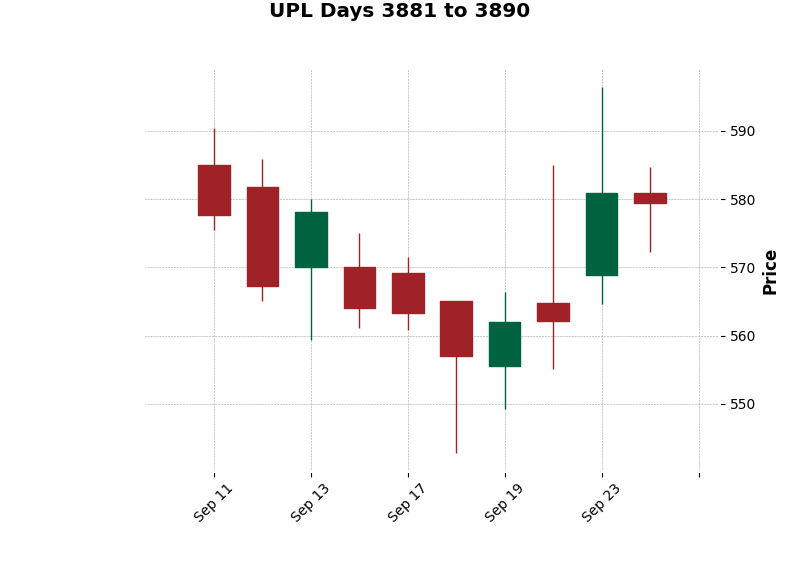 UPL Days 3881 to 3890
590
580
570
560
550
Price
Sep 11
Sep 13
Sep 17
Sep 19
Sep 23